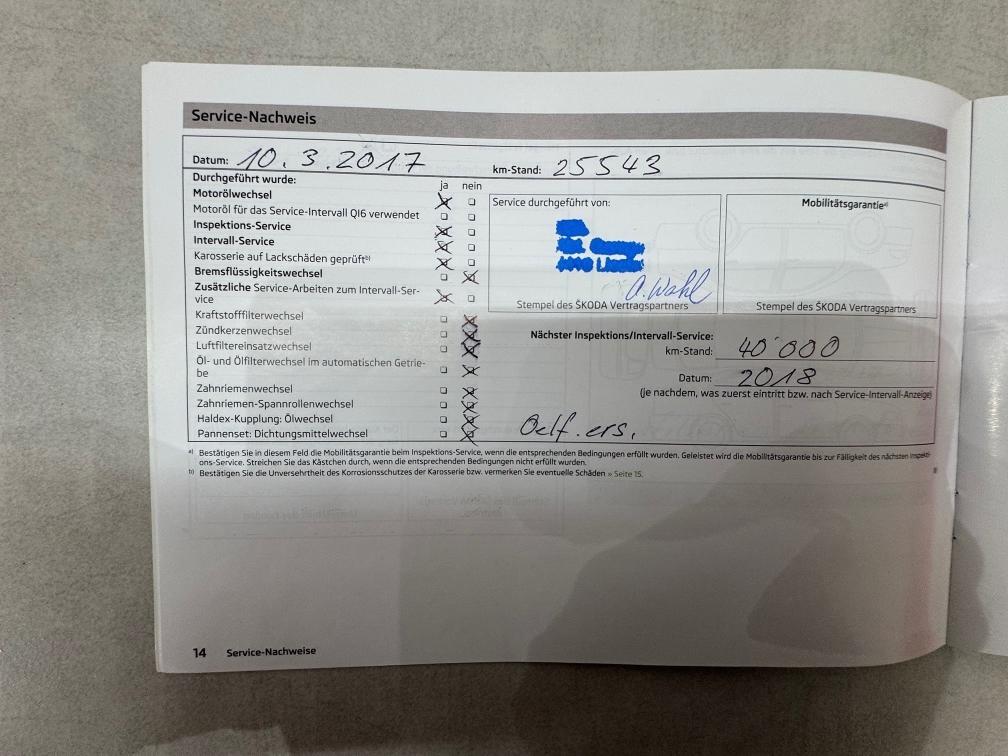 Service-Nachweis
Datum: 10.3.2017 km-Stand: 25543
Durchgeführt wurde: ja nein
Motorölwechsel
Motoröl für das Service-Intervall QI6 verwendet
Inspektions-Service
Intervall-Service
Karosserie auf Lackschäden geprüft b)
Bremsflüssigkeitswechsel
Zusätzliche Service-Arbeiten zum Intervall-Ser-
vice
Kraftstofffilterwechsel
Zündkerzenwechsel
Luftfiltereinsatzwechsel
Öl- und Ölfilterwechsel im automatischen Getrie-
be
Zahnriemenwechsel
Zahnriemen-Spannrollenwechsel
Haldex-Kupplung: Ölwechsel
Pannenset: Dichtungsmittelwechsel
Service durchgeführt von:
A. Wahl
Stempel des ŠKODA Vertragspartners
Mobilitätsgarantie a)
Stempel des ŠKODA Vertragspartners
Nächster Inspektions/Intervall-Service:
km-Stand: 40'000
Datum: 2018
(je nachdem, was zuerst eintritt bzw. nach Service-Intervall-Anzeige)
Oelf. ers.
a) Bestätigen Sie in diesem Feld die Mobilitätsgarantie beim Inspektions-Service, wenn die entsprechenden Bedingungen erfüllt wurden. Geleistet wird die Mobilitätsgarantie bis zur Fälligkeit des nächsten Inspekti-
ons-Service. Streichen Sie das Kästchen durch, wenn die entsprechenden Bedingungen nicht erfüllt wurden.
b) Bestätigen Sie die Unversehrtheit des Korrosionsschutzes der Karosserie bzw. vermerken Sie eventuelle Schäden » Seite 15.
14 Service-Nachweise